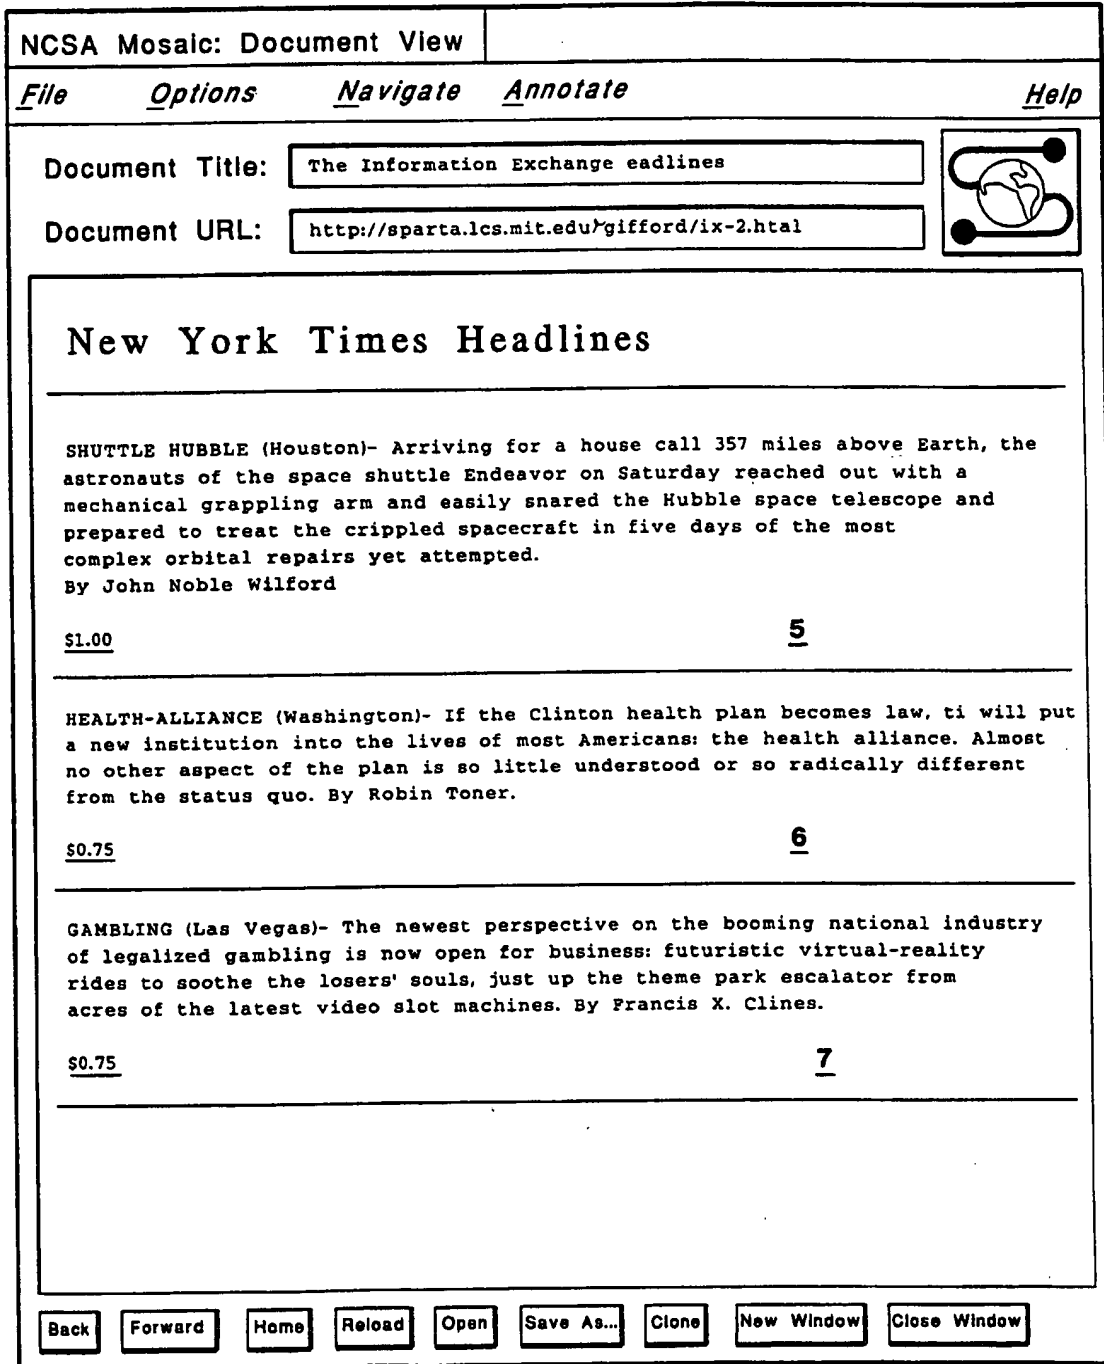 NCSA Mosaic: Document View
File Options Navigate Annotate Help
Document Title: The Information Exchange eadlines
Document URL: http://sparta.lcs.mit.edu/~gifford/ix-2.htal
New York Times Headlines
SHUTTLE HUBBLE (Houston)- Arriving for a house call 357 miles above Earth, the
astronauts of the space shuttle Endeavor on Saturday reached out with a
mechanical grappling arm and easily snared the Hubble space telescope and
prepared to treat the crippled spacecraft in five days of the most
complex orbital repairs yet attempted.
By John Noble Wilford
$1.00 5
HEALTH-ALLIANCE (Washington)- If the Clinton health plan becomes law, ti will put
a new institution into the lives of most Americans: the health alliance. Almost
no other aspect of the plan is so little understood or so radically different
from the status quo. By Robin Toner.
$0.75 6
GAMBLING (Las Vegas)- The newest perspective on the booming national industry
of legalized gambling is now open for business: futuristic virtual-reality
rides to soothe the losers' souls, just up the theme park escalator from
acres of the latest video slot machines. By Francis X. Clines.
$0.75 7
Back Forward Home Reload Open Save As... Clone New Window Close Window